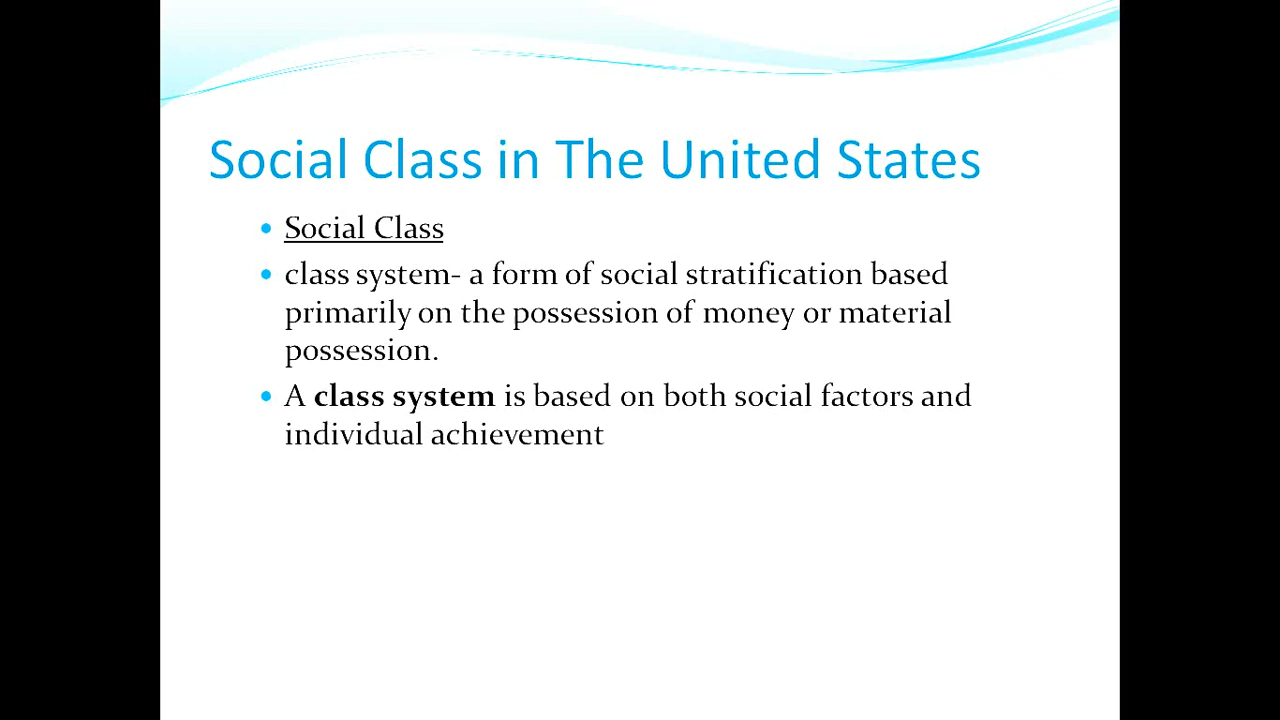 Social Class in The United States
• Social Class
• class system- a form of social stratification based
primarily on the possession of money or material
possession.
• A class system is based on both social factors and
individual achievement